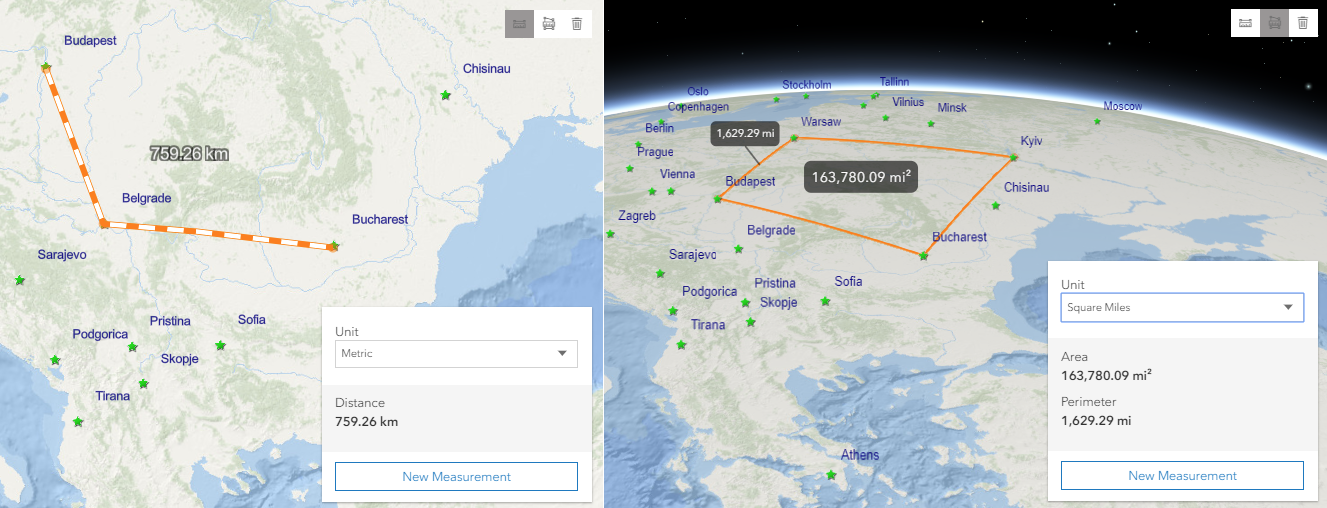 Budapest
Chisinau
759.26 km
Belgrade
Bucharest
Sarajevo
Pristina
Sofia
Podgorica
Skopje
Tirana
Unit
Metric
Distance
759.26 km
New Measurement
Stockholm
Tallinn
Oslo
Copenhagen
Vilnius
Minsk
Moscow
Berlin
1,629.29 mi
Warsaw
Kyiv
Prague
Vienna
Budapest
163,780.09 mi²
Chisinau
Zagreb
Belgrade
Bucharest
Sarajevo
Pristina
Sofia
Podgorica
Skopje
Tirana
Athens
Unit
Square Miles
Area
163,780.09 mi²
Perimeter
1,629.29 mi
New Measurement